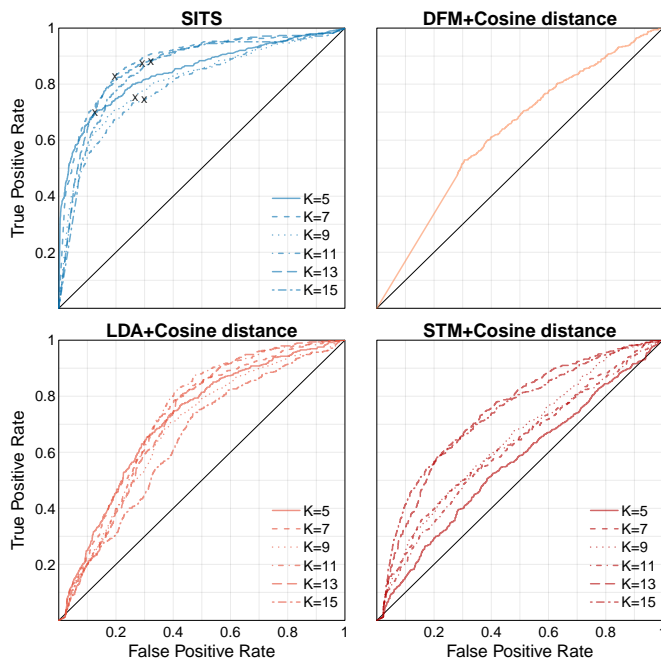 SITS
DFM+Cosine distance
True Positive Rate
1
0.8
0.6
0.4
0.2
x
x
x
x
x
x
K=5
K=7
K=9
K=11
K=13
K=15
LDA+Cosine distance
STM+Cosine distance
True Positive Rate
1
0.8
0.6
0.4
0.2
K=5
K=7
K=9
K=11
K=13
K=15
K=5
K=7
K=9
K=11
K=13
K=15
0.2
0.4
0.6
0.8
1
0.2
0.4
0.6
0.8
1
False Positive Rate
False Positive Rate